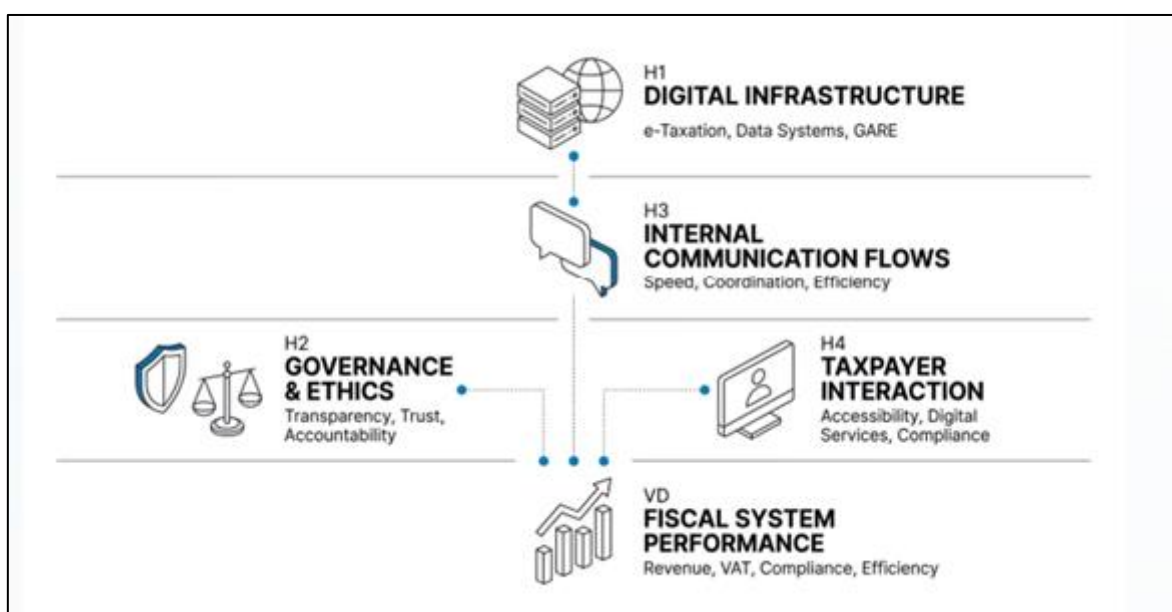 H1
DIGITAL INFRASTRUCTURE
e-Taxation, Data Systems, GARE
H3
INTERNAL
COMMUNICATION FLOWS
Speed, Coordination, Efficiency
H2
GOVERNANCE
& ETHICS
Transparency, Trust,
Accountability
H4
TAXPAYER
INTERACTION
Accessibility, Digital
Services, Compliance
VD
FISCAL SYSTEM
PERFORMANCE
Revenue, VAT, Compliance, Efficiency